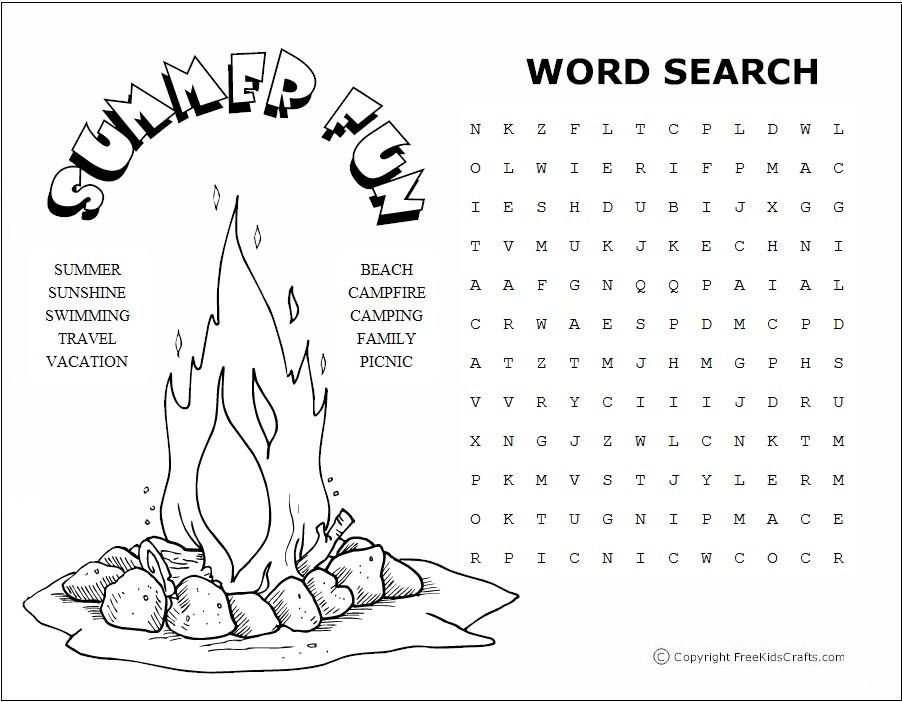 SUMMER FUN
WORD SEARCH
SUMMER
SUNSHINE
SWIMMING
TRAVEL
VACATION
BEACH
CAMPFIRE
CAMPING
FAMILY
PICNIC
N K Z F L T C P L D W L
O L W I E R I F P M A C
I E S H D U B I J X G G
T V M U K J K E C H N I
A A F G N Q Q P A I A L
C R W A E S P D M C P D
A T Z T M J H M G P H S
V V R Y C I I I J D R U
X N G J Z W L C N K T M
P K M V S T J Y L E R M
O K T U G N I P M A C E
R P I C N I C W C O C R
© Copyright FreeKidsCrafts.com